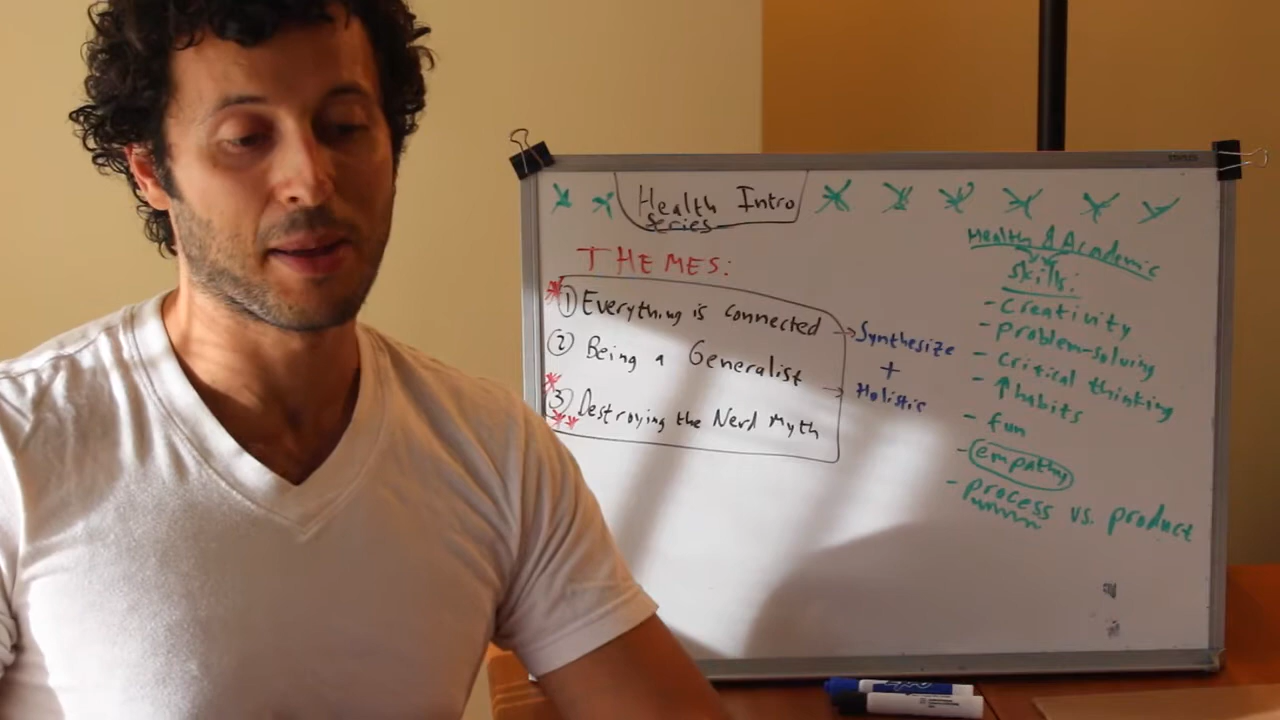 Health Intro
series
THEMES:
① Everything is connected
② Being a Generalist
③ Destroying the Nerd Myth
Synthesize
+
Holistic
Health & Academic
skills:
- creativity
- problem-solving
- critical thinking
- ↑ habits
- fun
- empathy
- process vs. product